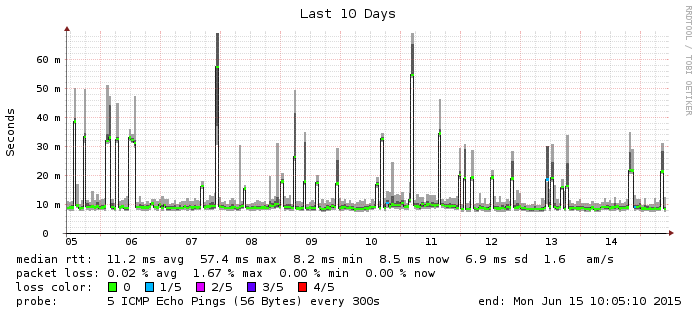 Last 10 Days
RRDTOOL / TOBI OETIKER
Seconds
60 m
50 m
40 m
30 m
20 m
10 m
0
05 06 07 08 09 10 11 12 13 14
median rtt: 11.2 ms avg 57.4 ms max 8.2 ms min 8.5 ms now 6.9 ms sd 1.6 am/s
packet loss: 0.02 % avg 1.67 % max 0.00 % min 0.00 % now
loss color: 0 1/5 2/5 3/5 4/5
probe: 5 ICMP Echo Pings (56 Bytes) every 300s end: Mon Jun 15 10:05:10 2015